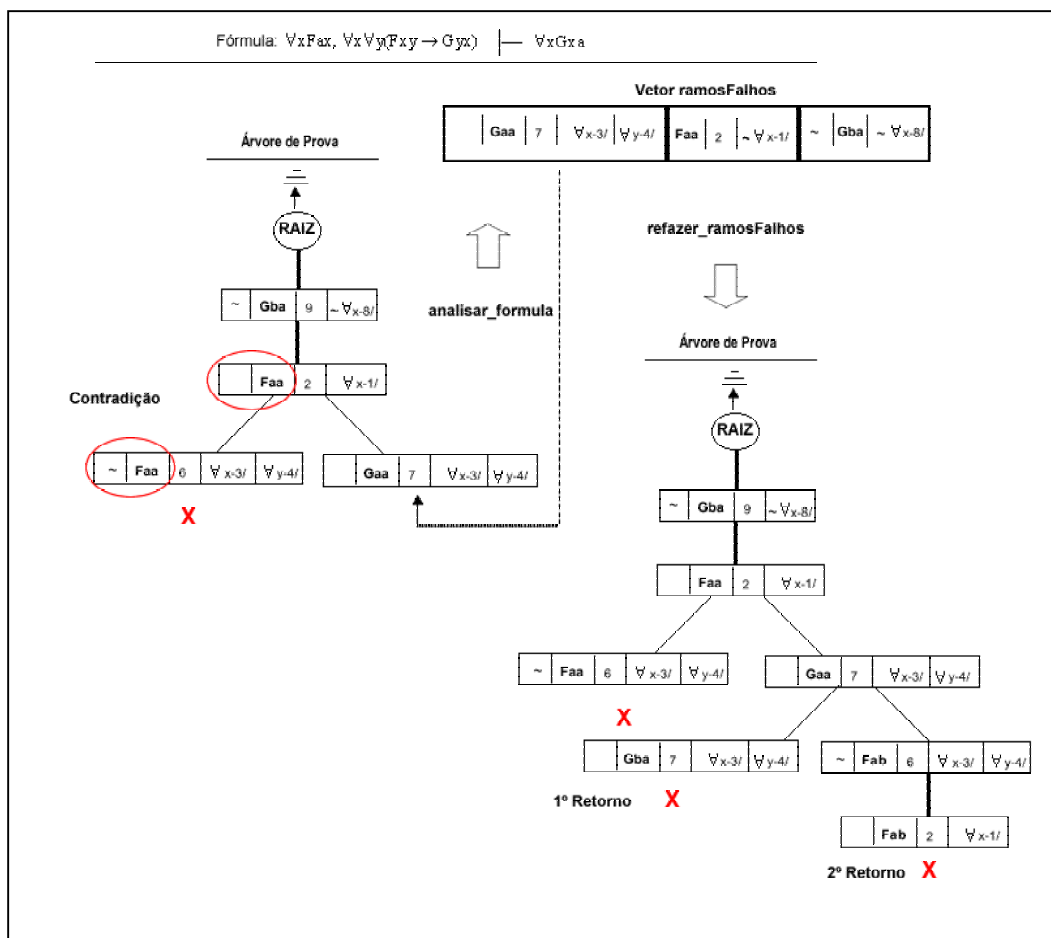 Fórmula: ∀xFax, ∀x∀y(Fxy → Gyx) |— ∀xGxa
Vetor ramosFalhos
Gaa 7 ∀x-3/ ∀y-4/ Faa 2 ~∀x-1/ ~ Gba ~∀x-8/
Árvore de Prova
RAIZ
refazer_ramosFalhos
~ Gba 9 ~∀x-8/
analisar_formula
Árvore de Prova
Faa 2 ∀x-1/
Contradição
RAIZ
~ Faa 6 ∀x-3/ ∀y-4/
Gaa 7 ∀x-3/ ∀y-4/
X
~ Gba 9 ~∀x-8/
Faa 2 ∀x-1/
~ Faa 6 ∀x-3/ ∀y-4/
Gaa 7 ∀x-3/ ∀y-4/
X
Gba 7 ∀x-3/ ∀y-4/
~ Fab 6 ∀x-3/ ∀y-4/
1º Retorno X
Fab 2 ∀x-1/
2º Retorno X